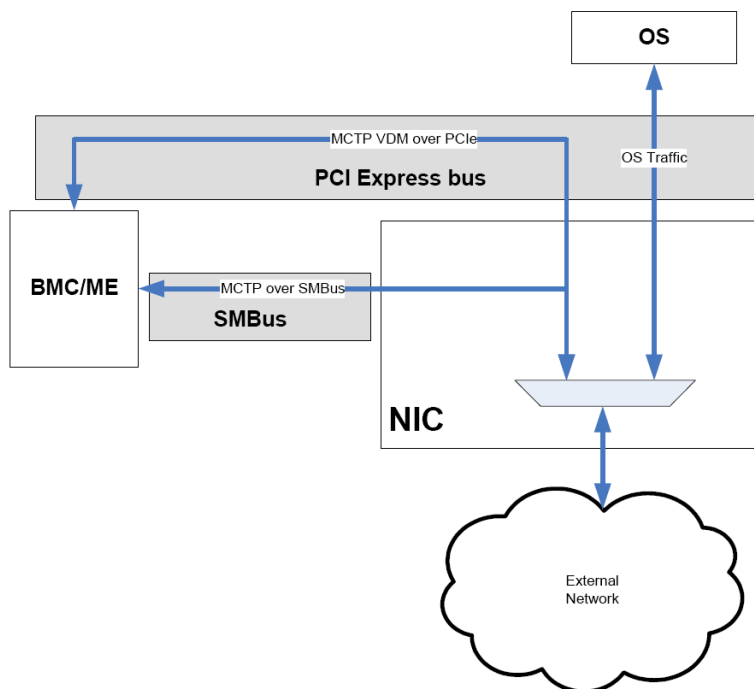 OS
MCTP VDM over PCIe
OS Traffic
PCI Express bus
BMC/ME
MCTP over SMBus
SMBus
NIC
External
Network